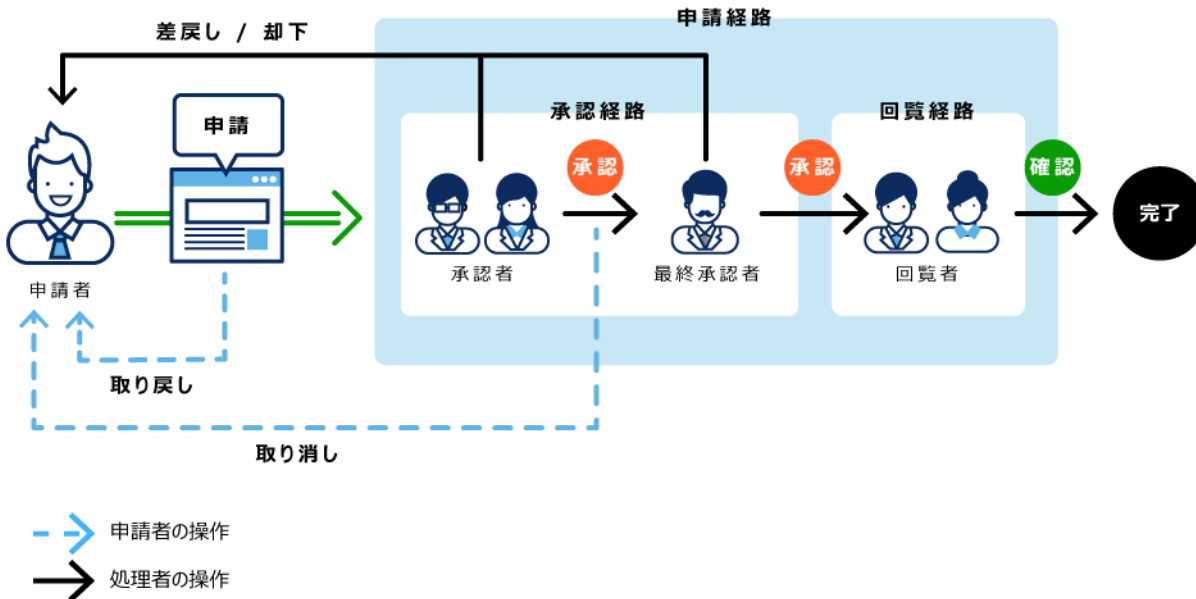 申請経路
差戻し / 却下
承認経路
回覧経路
申請
承認
承認
確認
完了
申請者
承認者
最終承認者
回覧者
取り戻し
取り消し
申請者の操作
処理者の操作